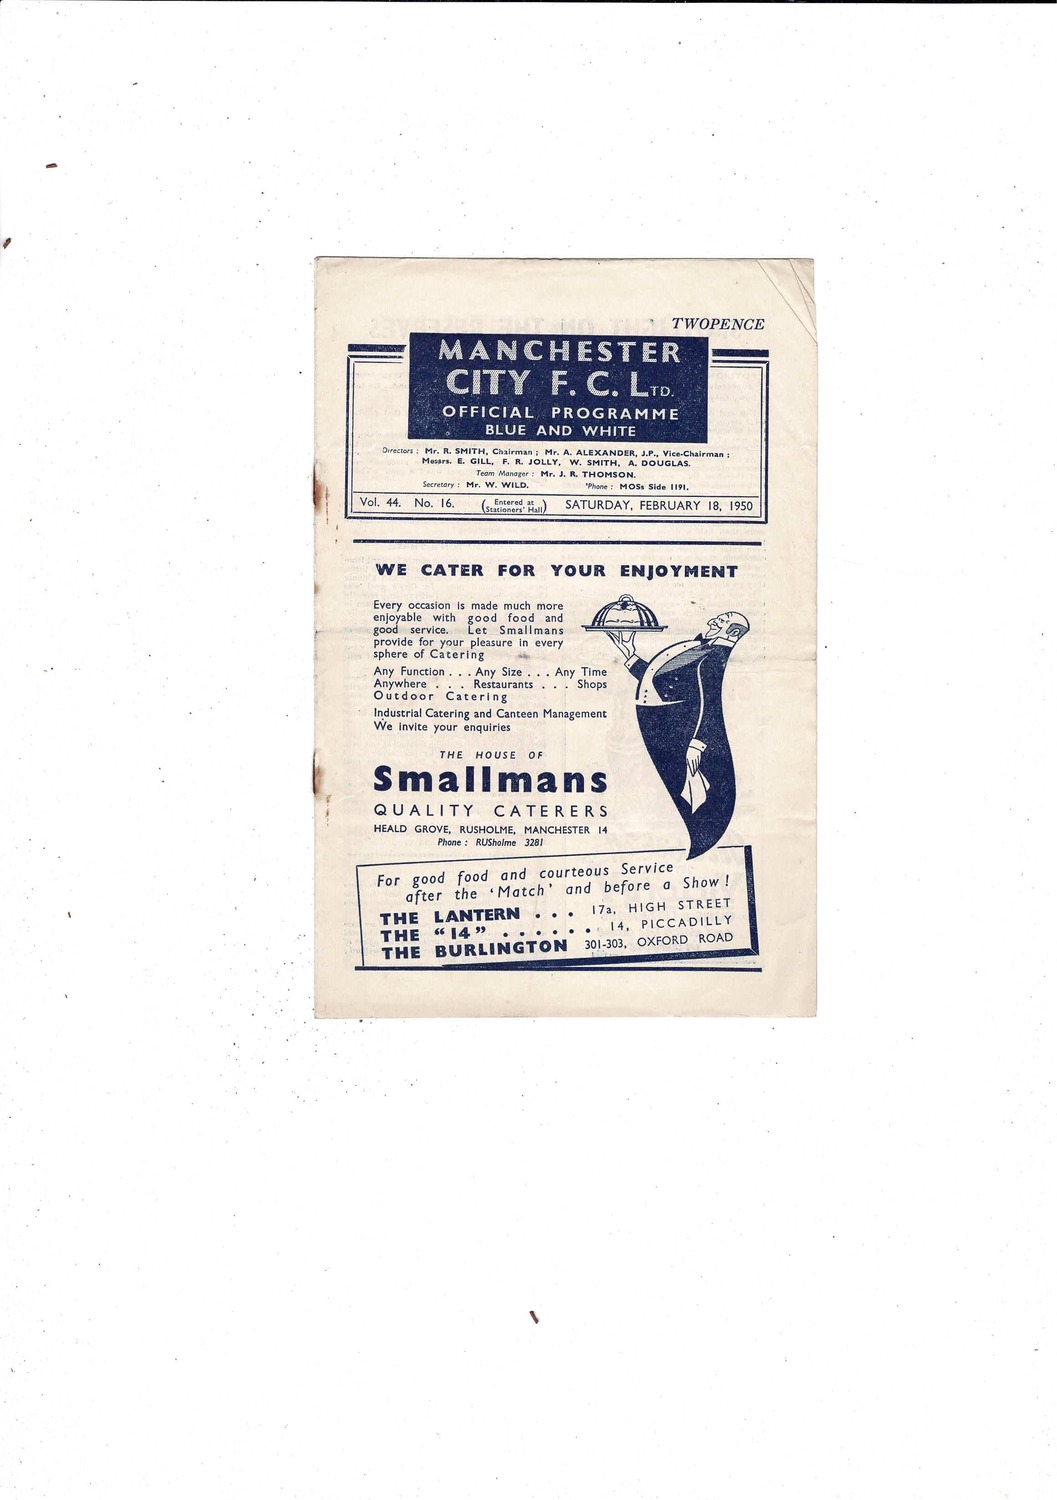 TWOPENCE
MANCHESTER
CITY F. C. LTD.
OFFICIAL PROGRAMME
BLUE AND WHITE
Directors : Mr. R. SMITH, Chairman ; Mr. A. ALEXANDER, J.P., Vice-Chairman ;
Messrs. E. GILL, F. R. JOLLY, W. SMITH, A. DOUGLAS.
Team Manager : Mr. J. R. THOMSON.
Secretary : Mr. W. WILD. 'Phone : MOSs Side 1191.
Vol. 44. No. 16. (Entered at Stationers' Hall) SATURDAY, FEBRUARY 18, 1950
WE CATER FOR YOUR ENJOYMENT
Every occasion is made much more
enjoyable with good food and
good service. Let Smallmans
provide for your pleasure in every
sphere of Catering
Any Function . . . Any Size . . . Any Time
Anywhere . . . Restaurants . . . Shops
Outdoor Catering
Industrial Catering and Canteen Management
We invite your enquiries
THE HOUSE OF
Smallmans
QUALITY CATERERS
HEALD GROVE, RUSHOLME, MANCHESTER 14
Phone : RUSholme 3281
For good food and courteous Service
after the 'Match' and before a Show !
THE LANTERN . . . 17a, HIGH STREET
THE "14" . . . . . . 14, PICCADILLY
THE BURLINGTON 301-303, OXFORD ROAD